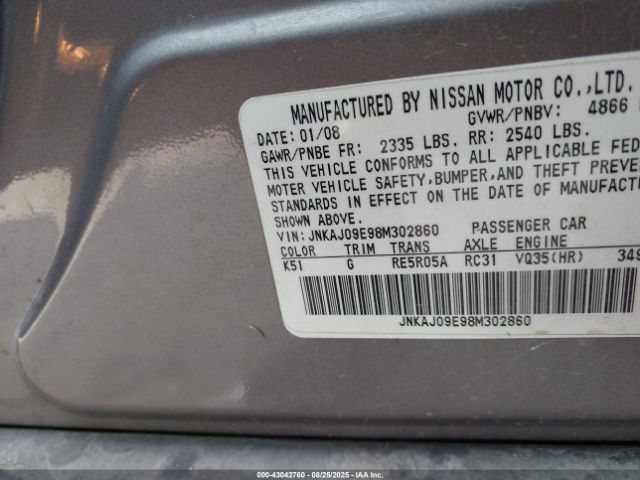 MANUFACTURED BY NISSAN MOTOR CO.,LTD.
DATE: 01/08 GVWR/PNBV: 4866
GAWR/PNBE FR: 2335 LBS. RR: 2540 LBS.
THIS VEHICLE CONFORMS TO ALL APPLICABLE FED
MOTOR VEHICLE SAFETY,BUMPER,AND THEFT PREVE
STANDARDS IN EFFECT ON THE DATE OF MANUFACT
SHOWN ABOVE.
VIN: JNKAJ09E98M302860 PASSENGER CAR
COLOR TRIM TRANS AXLE ENGINE
K51 G RE5R05A RC31 VQ35(HR) 349
JNKAJ09E98M302860
000-43042760 - 08/25/2025 - IAA Inc.